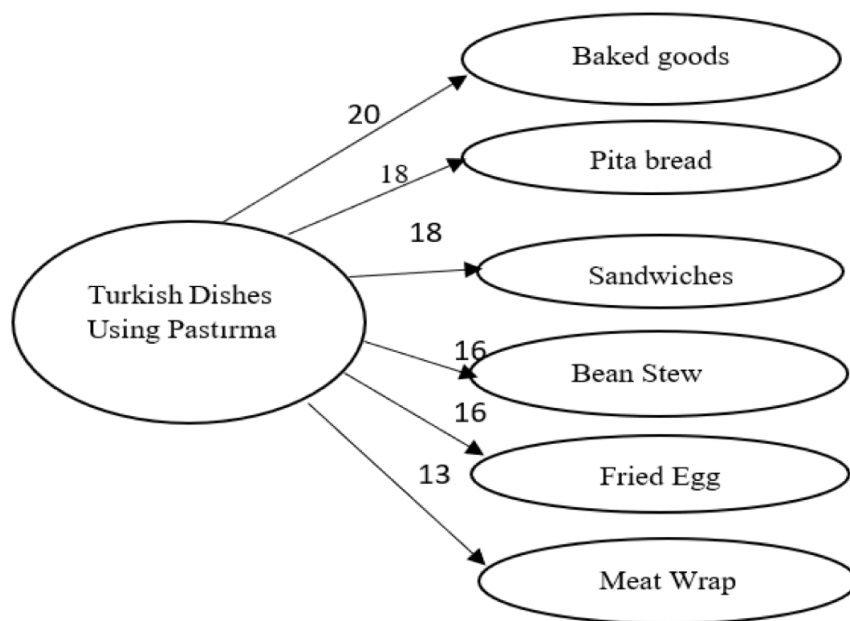 Baked goods
20
Pita bread
18
18
Sandwiches
Turkish Dishes
Using Pastırma
16
Bean Stew
16
Fried Egg
13
Meat Wrap